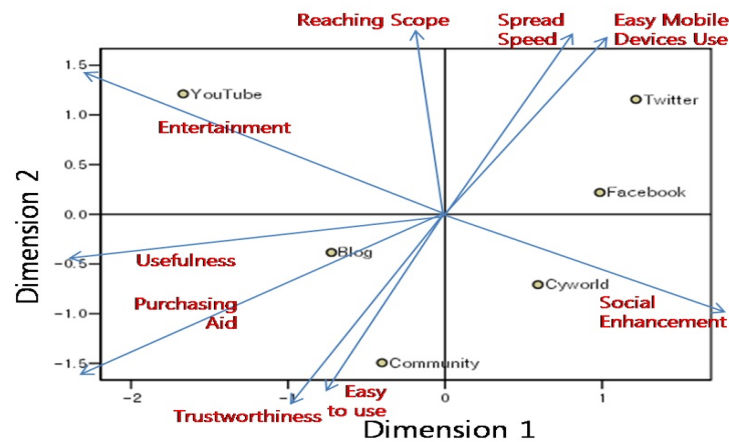 Reaching Scope
Spread
Speed
Easy Mobile
Devices Use
1.5
YouTube
Twitter
1.0
Entertainment
0.5
Facebook
Dimension 2
0.0
Usefulness
Blog
-0.5
Cyworld
Purchasing
Aid
Social
Enhancement
-1.0
-1.5
Community
-2
-1
0
1
Easy
to use
Trustworthiness
Dimension 1